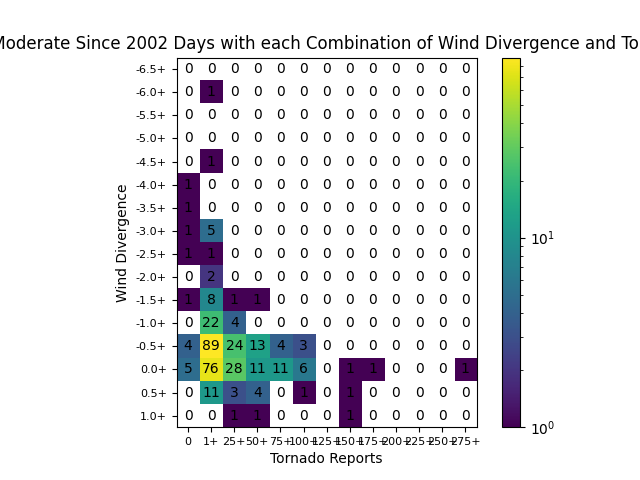 Moderate Since 2002 Days with each Combination of Wind Divergence and To
-6.5+ 0 0 0 0 0 0 0 0 0 0 0 0 0
-6.0+ 0 1 0 0 0 0 0 0 0 0 0 0 0
-5.5+ 0 0 0 0 0 0 0 0 0 0 0 0 0
-5.0+ 0 0 0 0 0 0 0 0 0 0 0 0 0
-4.5+ 0 1 0 0 0 0 0 0 0 0 0 0 0
-4.0+ 1 0 0 0 0 0 0 0 0 0 0 0 0
-3.5+ 1 0 0 0 0 0 0 0 0 0 0 0 0
-3.0+ 1 5 0 0 0 0 0 0 0 0 0 0 0
-2.5+ 1 1 0 0 0 0 0 0 0 0 0 0 0
-2.0+ 0 2 0 0 0 0 0 0 0 0 0 0 0
-1.5+ 1 8 1 1 0 0 0 0 0 0 0 0 0
-1.0+ 0 22 4 0 0 0 0 0 0 0 0 0 0
-0.5+ 4 89 24 13 4 3 0 0 0 0 0 0 0
0.0+ 5 76 28 11 11 6 0 1 1 0 0 0 1
0.5+ 0 11 3 4 0 1 0 1 0 0 0 0 0
1.0+ 0 0 1 1 0 0 0 1 0 0 0 0 0
0 1+ 25+ 50+ 75+ 100+ 125+ 150+ 175+ 200+ 225+ 250+ 275+
Tornado Reports
Wind Divergence
10¹
10⁰